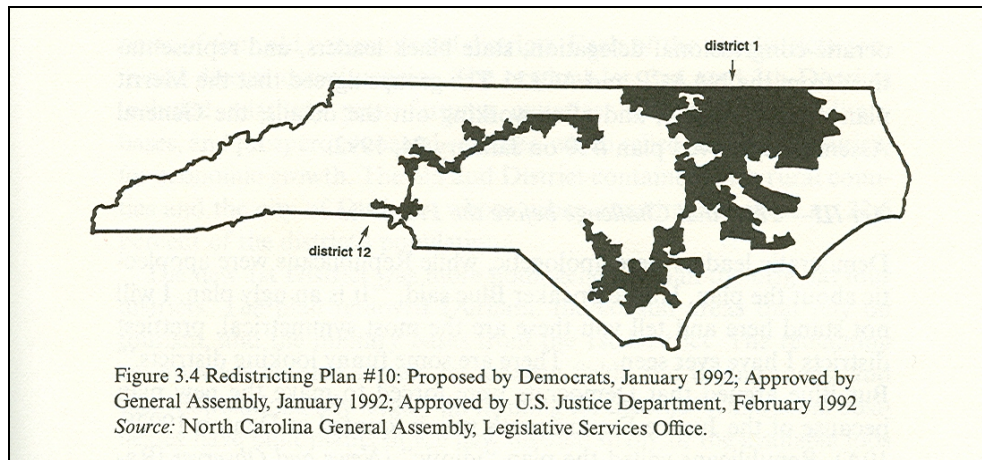 district 1
district 12
Figure 3.4 Redistricting Plan #10: Proposed by Democrats, January 1992; Approved by
General Assembly, January 1992; Approved by U.S. Justice Department, February 1992
Source: North Carolina General Assembly, Legislative Services Office.